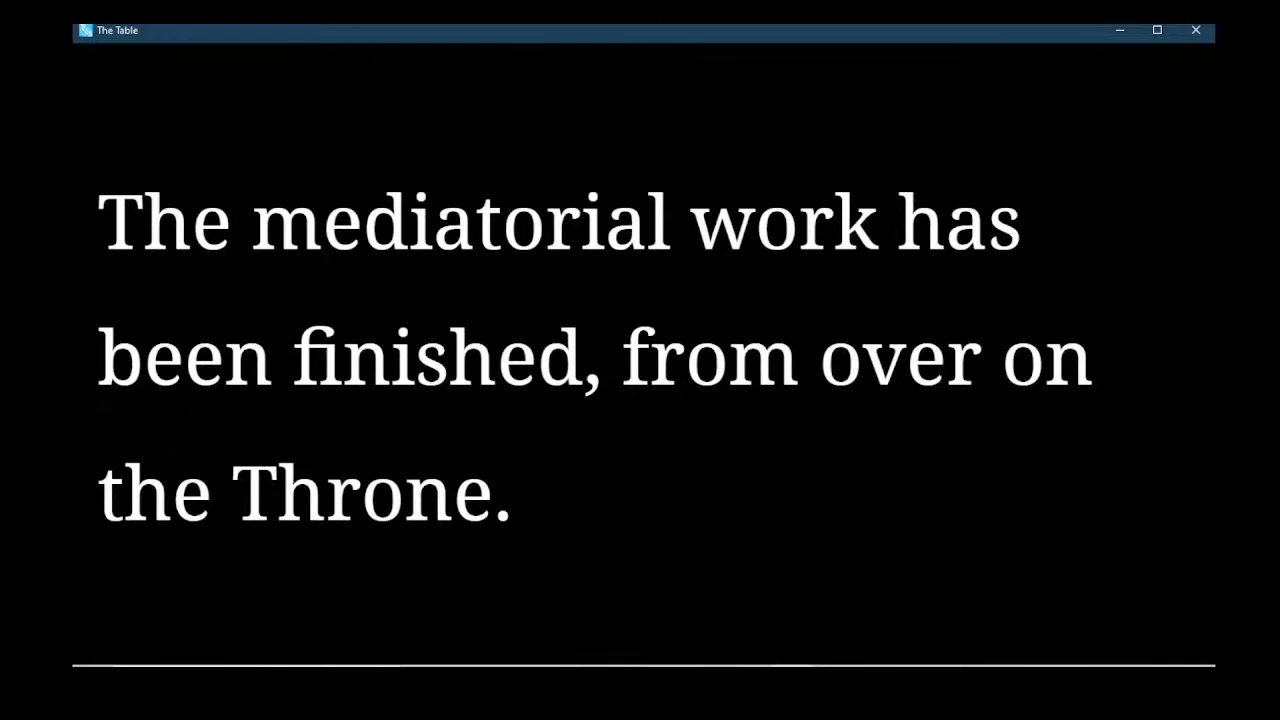 The Table
The mediatorial work has
been finished, from over on
the Throne.